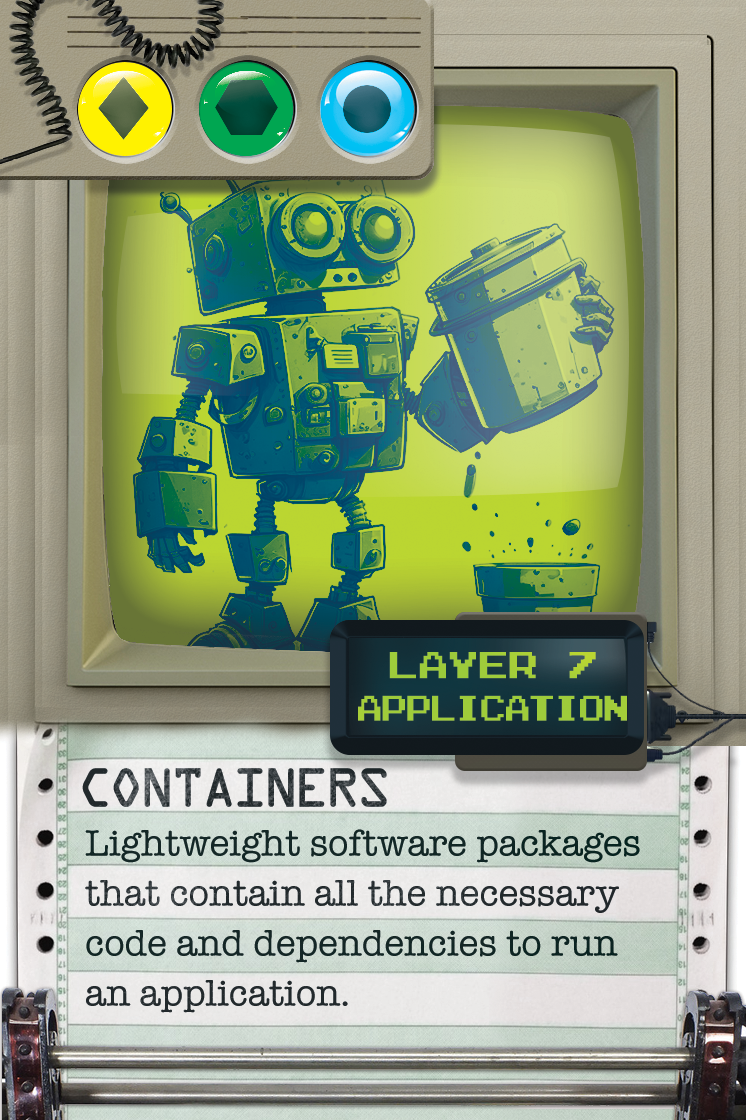 LAYER 7
APPLICATION
CONTAINERS
Lightweight software packages
that contain all the necessary
code and dependencies to run
an application.